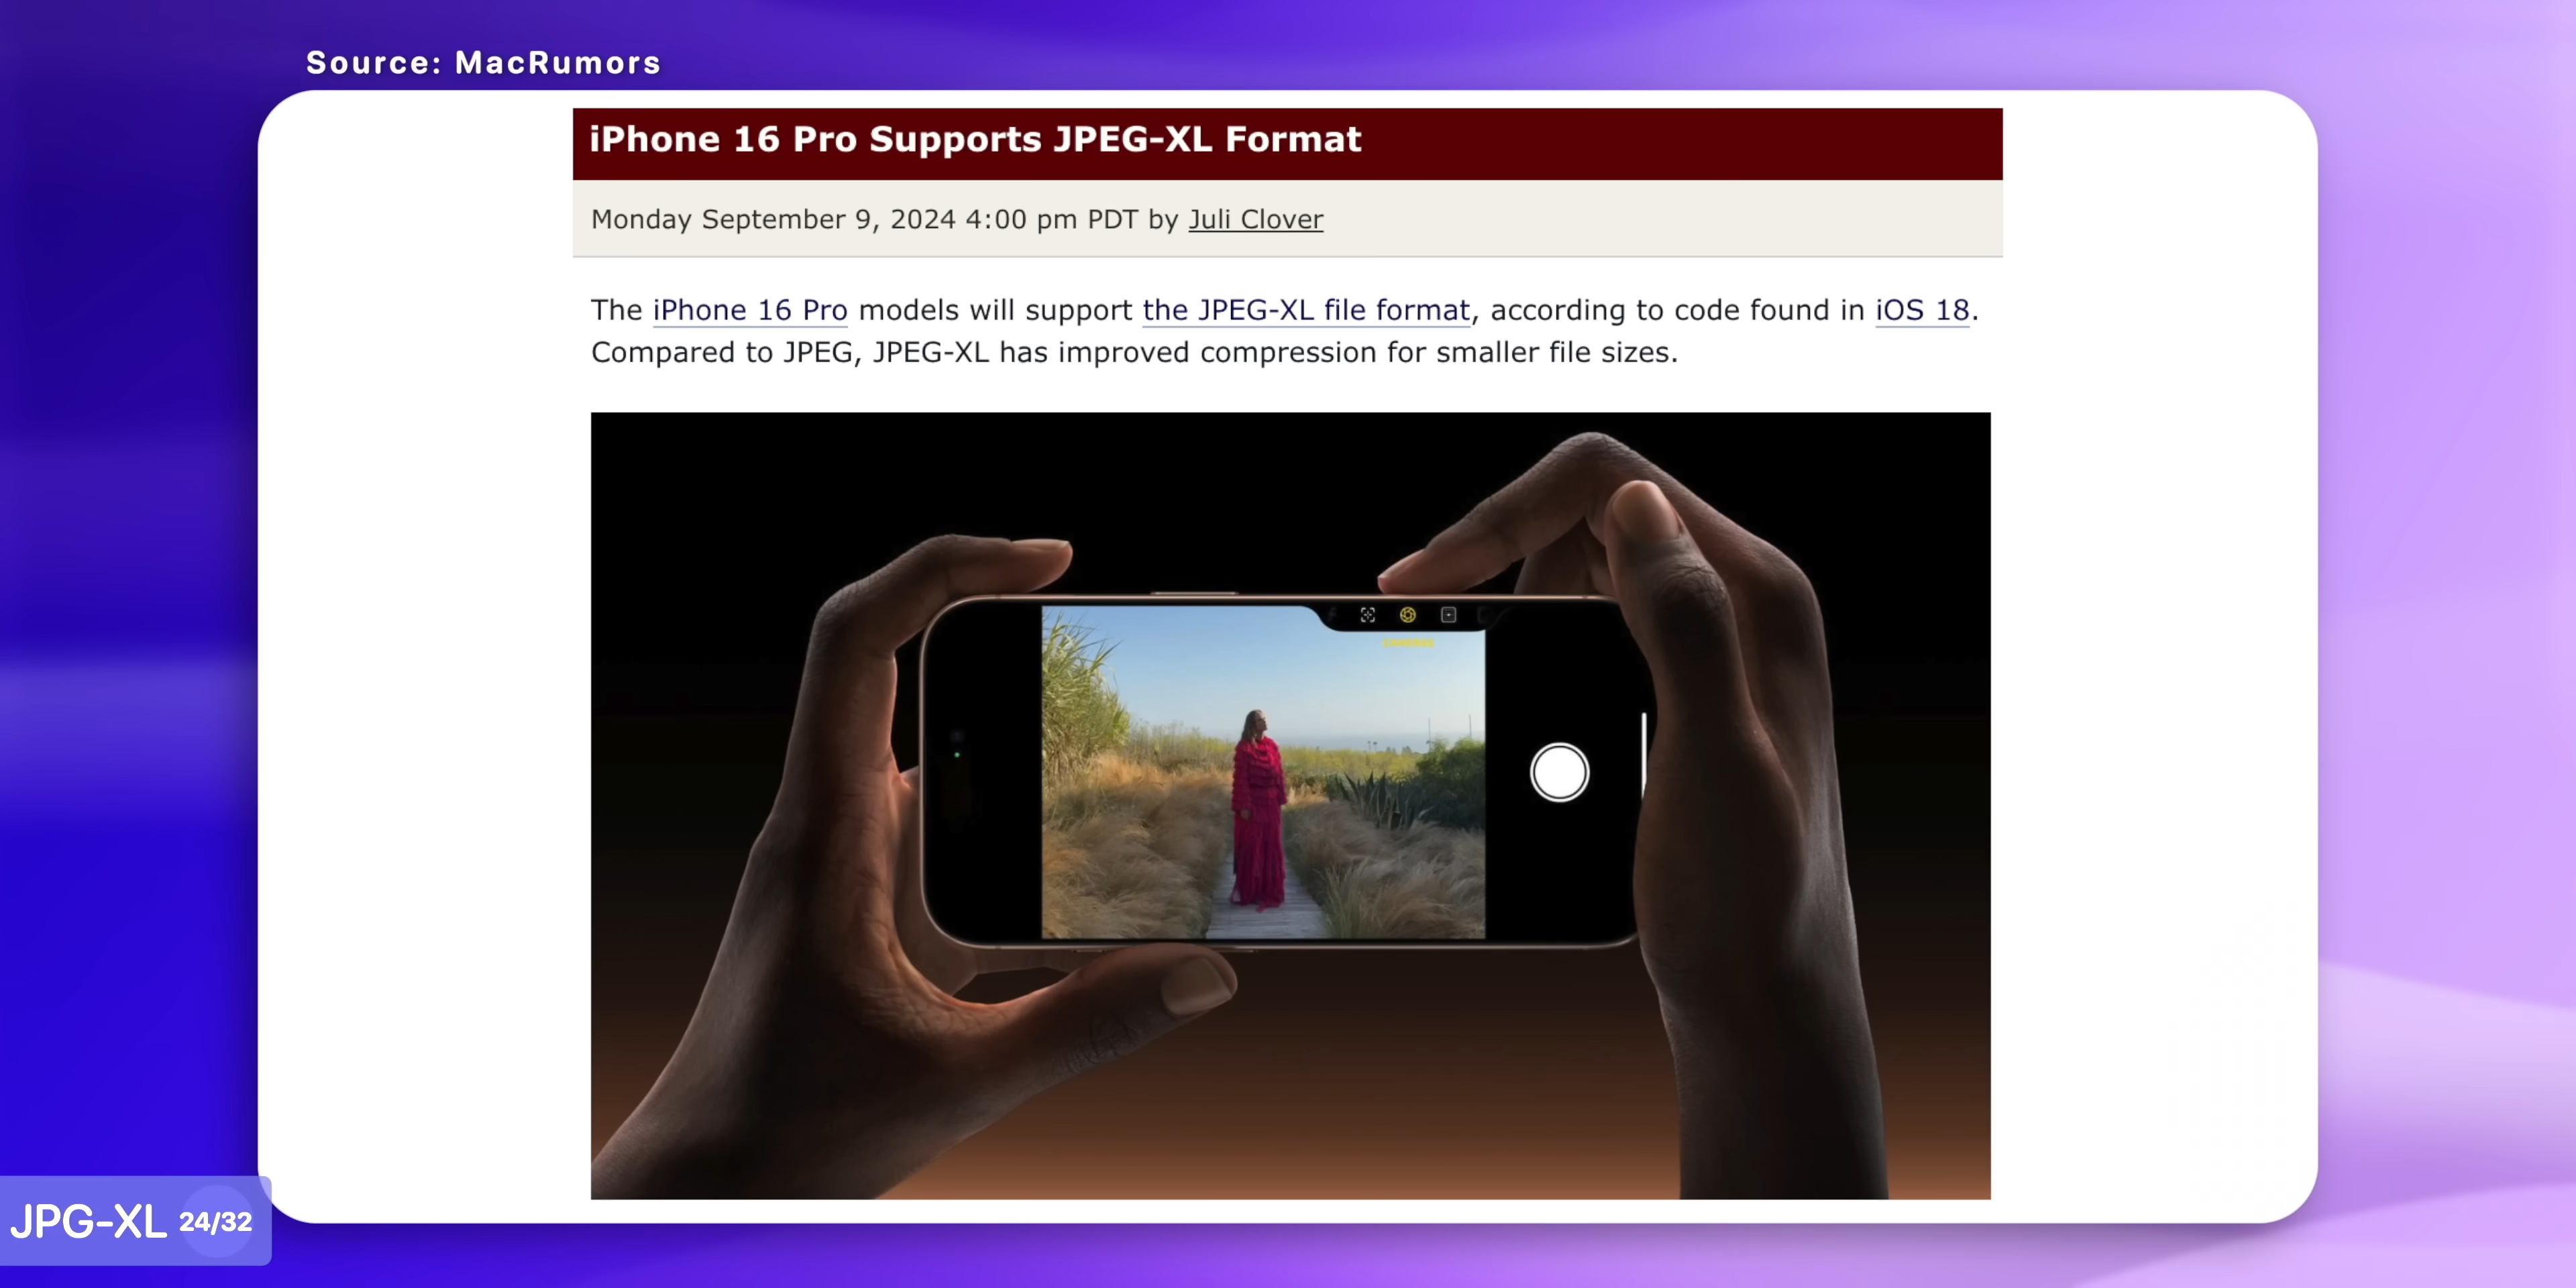 Source: MacRumors
iPhone 16 Pro Supports JPEG-XL Format
Monday September 9, 2024 4:00 pm PDT by Juli Clover
The iPhone 16 Pro models will support the JPEG-XL file format, according to code found in iOS 18.
Compared to JPEG, JPEG-XL has improved compression for smaller file sizes.
JPG-XL 24/32